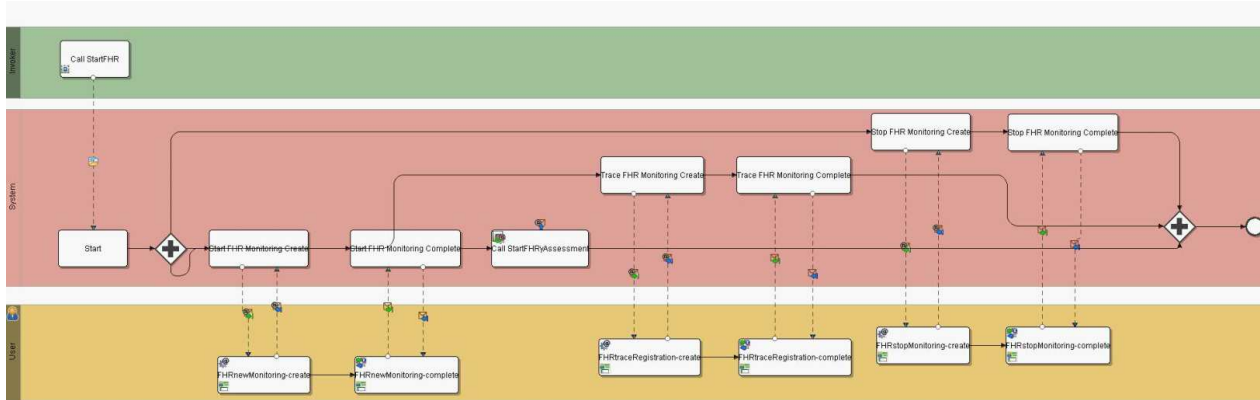 Invoker
Call StartFHR
System
Stop FHR Monitoring Create
Stop FHR Monitoring Complete
Trace FHR Monitoring Create
Trace FHR Monitoring Complete
Start
Start FHR Monitoring Create
Start FHR Monitoring Complete
Call StartFHRyAssessment
User
FHRnewMonitoring-create
FHRnewMonitoring-complete
FHRtraceRegistration-create
FHRtraceRegistration-complete
FHRstopMonitoring-create
FHRstopMonitoring-complete